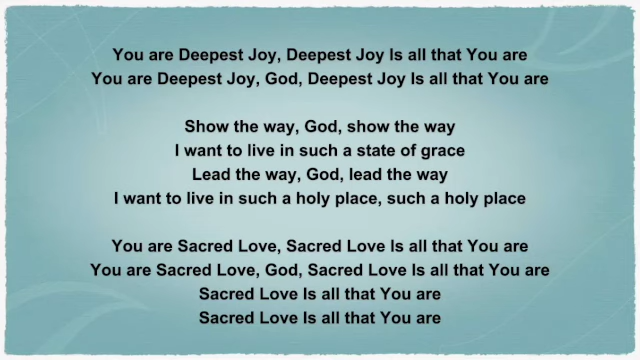 You are Deepest Joy, Deepest Joy Is all that You are
You are Deepest Joy, God, Deepest Joy Is all that You are
Show the way, God, show the way
I want to live in such a state of grace
Lead the way, God, lead the way
I want to live in such a holy place, such a holy place
You are Sacred Love, Sacred Love Is all that You are
You are Sacred Love, God, Sacred Love Is all that You are
Sacred Love Is all that You are
Sacred Love Is all that You are